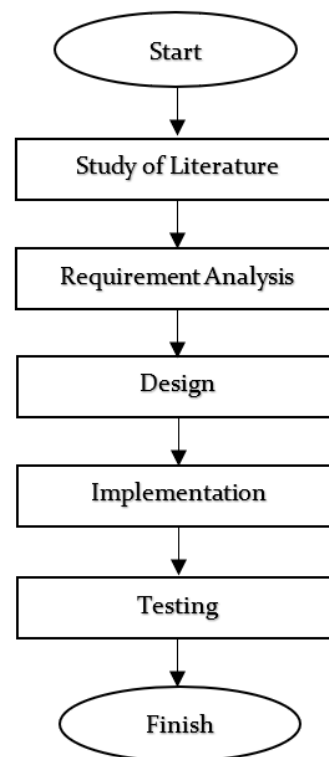 Start
Study of Literature
Requirement Analysis
Design
Implementation
Testing
Finish